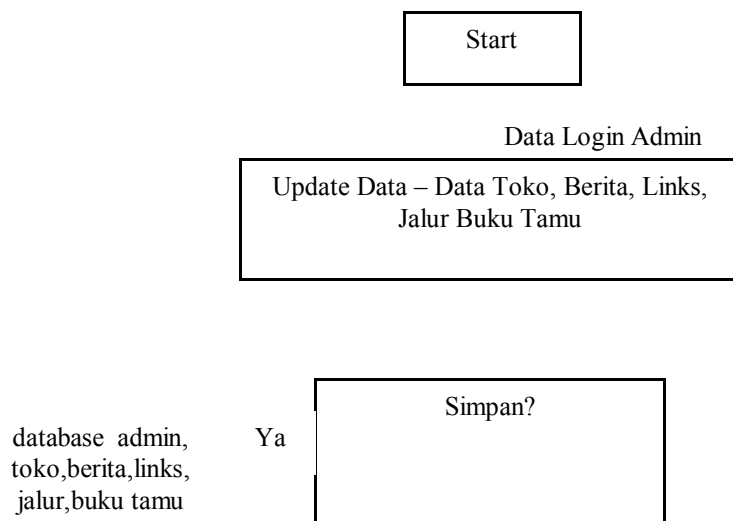 Start
Data Login Admin
Update Data – Data Toko, Berita, Links,
Jalur Buku Tamu
Simpan?
Ya
database admin,
toko,berita,links,
jalur,buku tamu